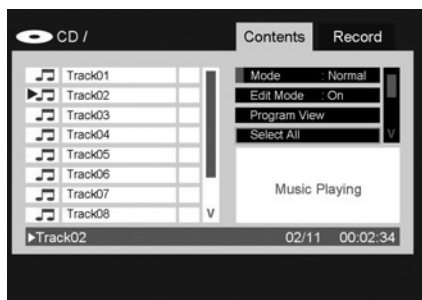 CD /
Contents Record
Track01
Track02
Track03
Track04
Track05
Track06
Track07
Track08
Mode : Normal
Edit Mode : On
Program View
Select All
V
V
Music Playing
Track02 02/11 00:02:34